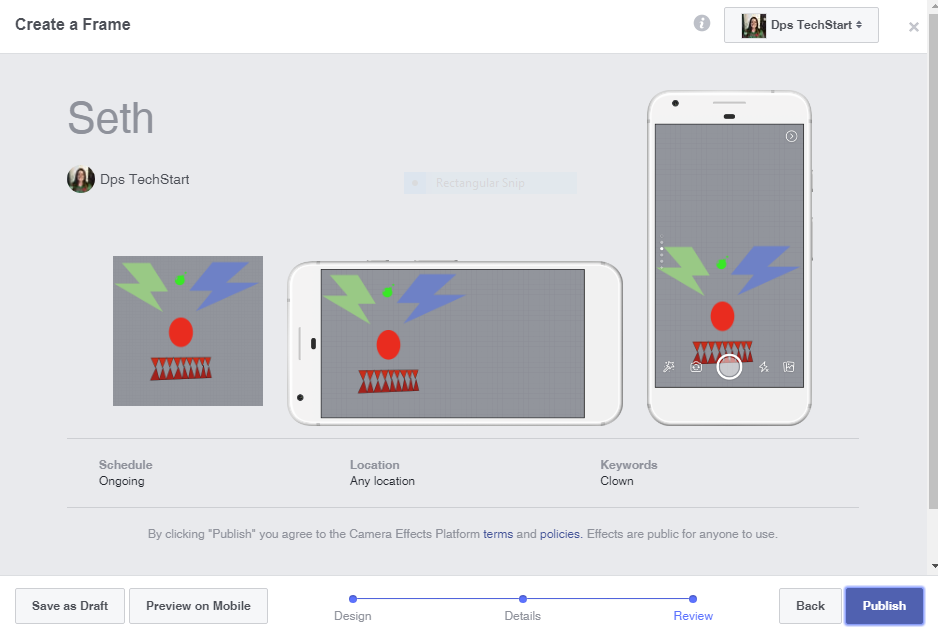 Create a Frame
Dps TechStart
Seth
Dps TechStart
Rectangular Snip
Schedule
Ongoing
Location
Any location
Keywords
Clown
By clicking "Publish" you agree to the Camera Effects Platform terms and policies. Effects are public for anyone to use.
Save as Draft
Preview on Mobile
Design
Details
Review
Back
Publish